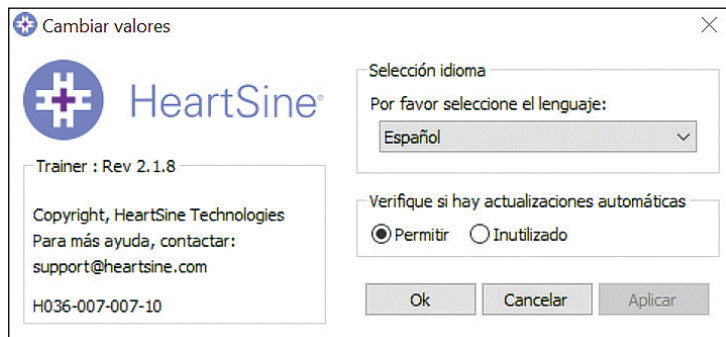 Cambiar valores
HeartSine®
Trainer : Rev 2.1.8
Copyright, HeartSine Technologies
Para más ayuda, contactar:
support@heartsine.com
H036-007-007-10
Selección idioma
Por favor seleccione el lenguaje:
Español
Verifique si hay actualizaciones automáticas
Permitir Inutilizado
Ok Cancelar Aplicar